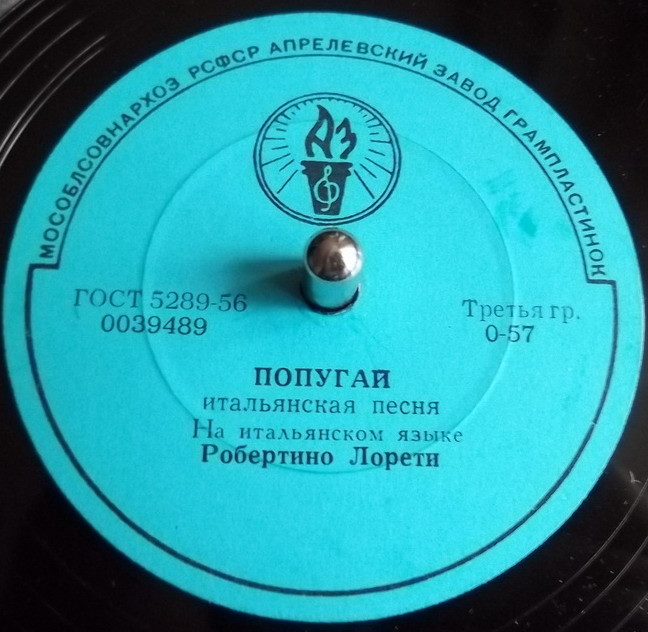 МОСОБЛСОВНАРХОЗ РСФСР АПРЕЛЕВСКИЙ ЗАВОД ГРАМПЛАСТИНОК
АЗ
ГОСТ 5289-56
0039489
Третья гр.
0-57
ПОПУГАЙ
итальянская песня
На итальянском языке
Робертино Лорети